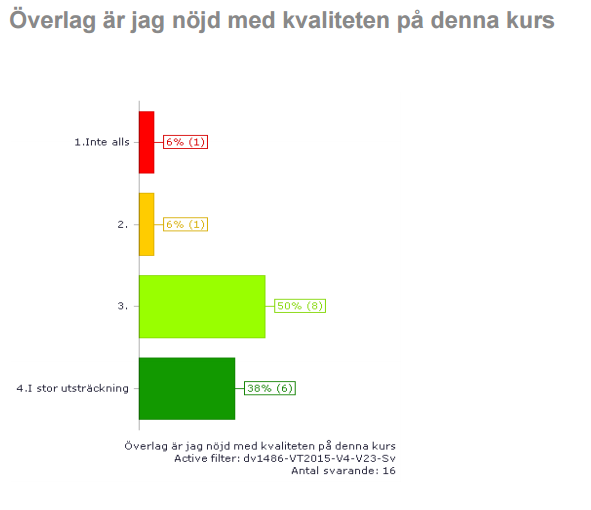 Överlag är jag nöjd med kvaliteten på denna kurs
1.Inte alls
6% (1)
2.
6% (1)
3.
50% (8)
4.I stor utsträckning
38% (6)
Överlag är jag nöjd med kvaliteten på denna kurs
Active filter: dv1486-VT2015-V4-V23-Sv
Antal svarande: 16